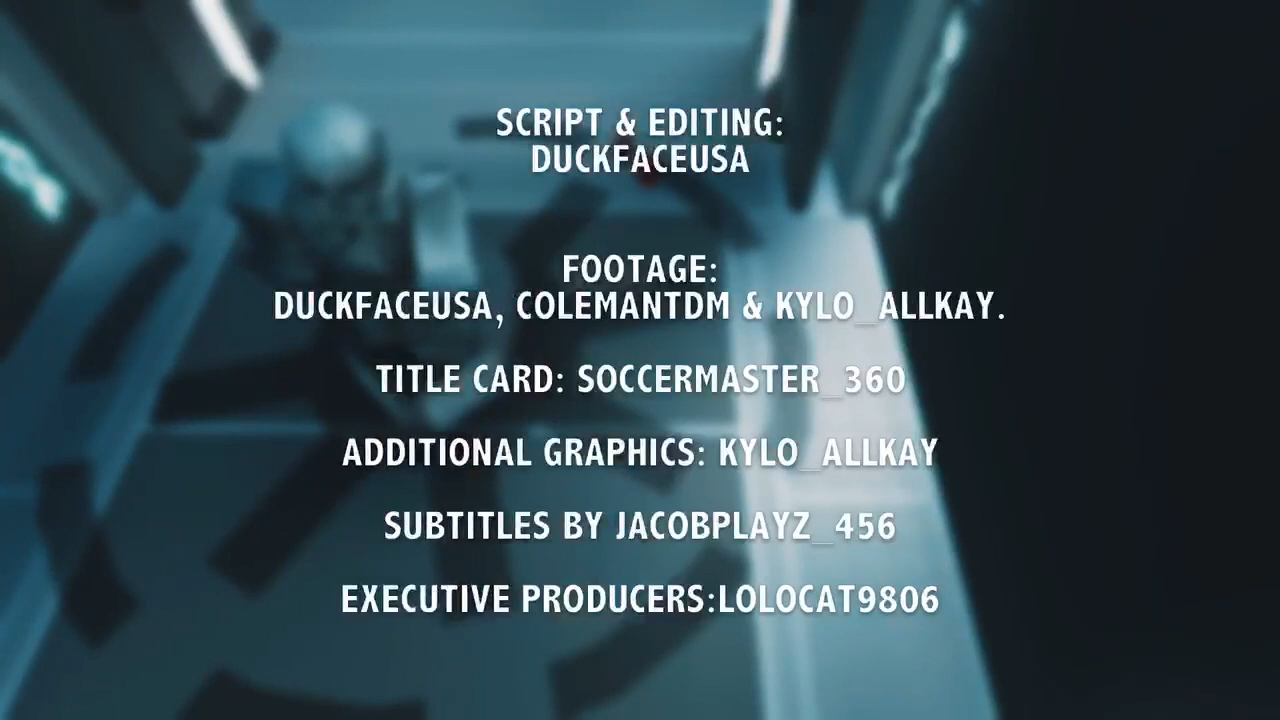 SCRIPT & EDITING:
DUCKFACEUSA
FOOTAGE:
DUCKFACEUSA, COLEMANTDM & KYLO_ALLKAY.
TITLE CARD: SOCCERMASTER_360
ADDITIONAL GRAPHICS: KYLO_ALLKAY
SUBTITLES BY JACOBPLAYZ_456
EXECUTIVE PRODUCERS:LOLOCAT9806